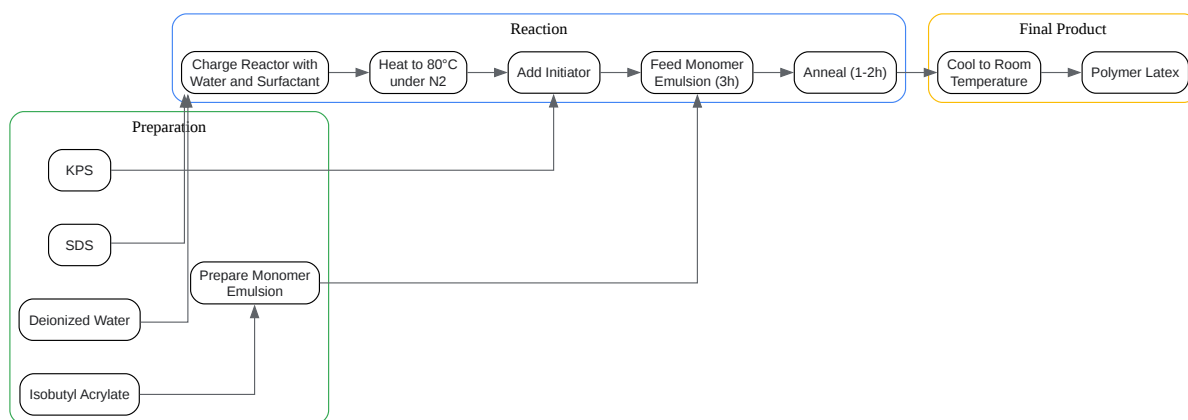 Reaction
Final Product
Charge Reactor with
Water and Surfactant
Heat to 80°C
under N2
Add Initiator
Feed Monomer
Emulsion (3h)
Anneal (1-2h)
Cool to Room
Temperature
Polymer Latex
Preparation
KPS
SDS
Prepare Monomer
Emulsion
Deionized Water
Isobutyl Acrylate